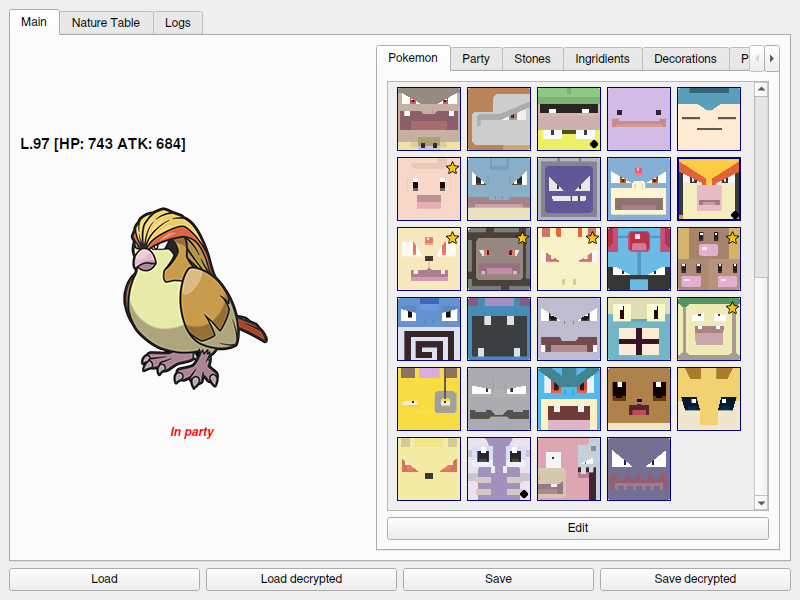 Main
Nature Table
Logs
Pokemon
Party
Stones
Ingridients
Decorations
P
L.97 [HP: 743 ATK: 684]
In party
Edit
Load
Load decrypted
Save
Save decrypted